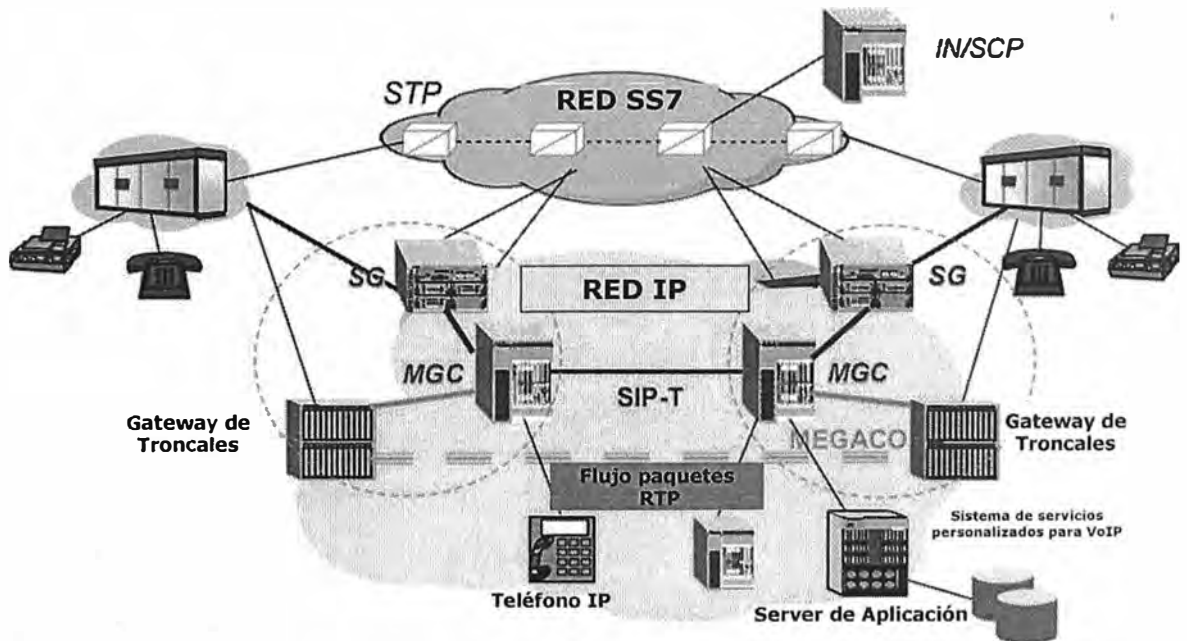 IN/SCP
STP
RED SS7
SG
RED IP
SG
MGC
SIP-T
MGC
Gateway de
Troncales
MEGACO
Gateway de
Troncales
Flujo paquetes
RTP
Sistema de servicios
personalizados para VoIP
Teléfono IP
Server de Aplicación